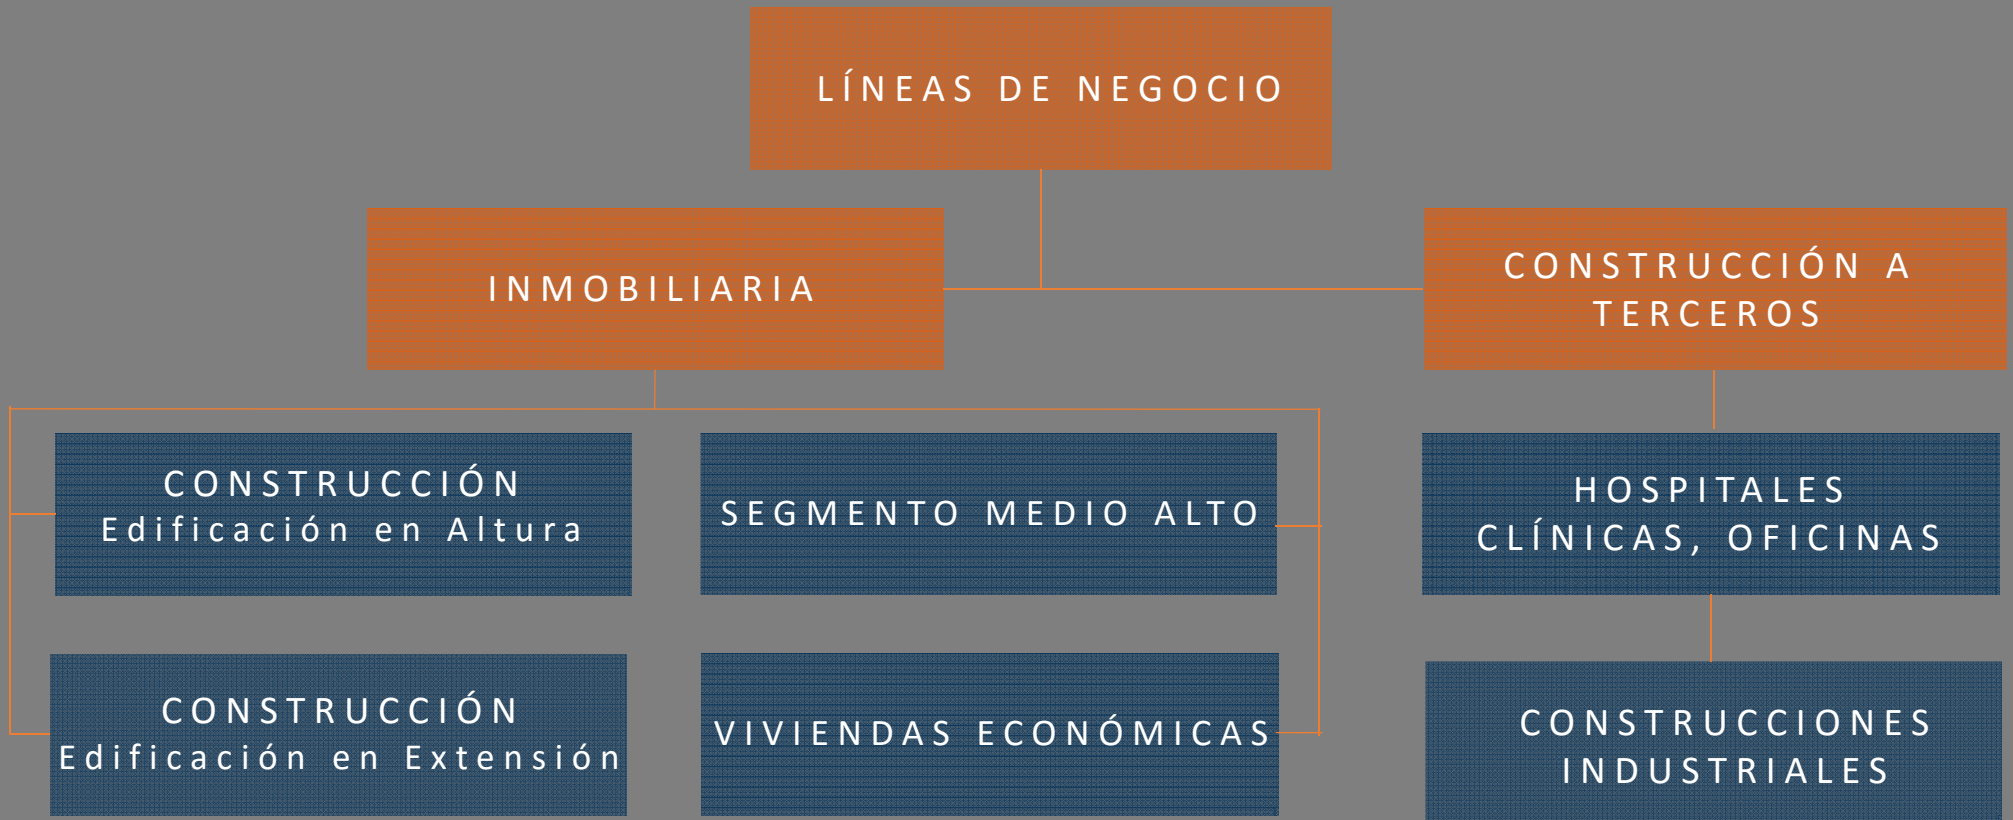 LÍNEAS DE NEGOCIO
INMOBILIARIA
CONSTRUCCIÓN A
TERCEROS
CONSTRUCCIÓN
Edificación en Altura
SEGMENTO MEDIO ALTO
HOSPITALES
CLÍNICAS, OFICINAS
CONSTRUCCIÓN
Edificación en Extensión
VIVIENDAS ECONÓMICAS
CONSTRUCCIONES
INDUSTRIALES